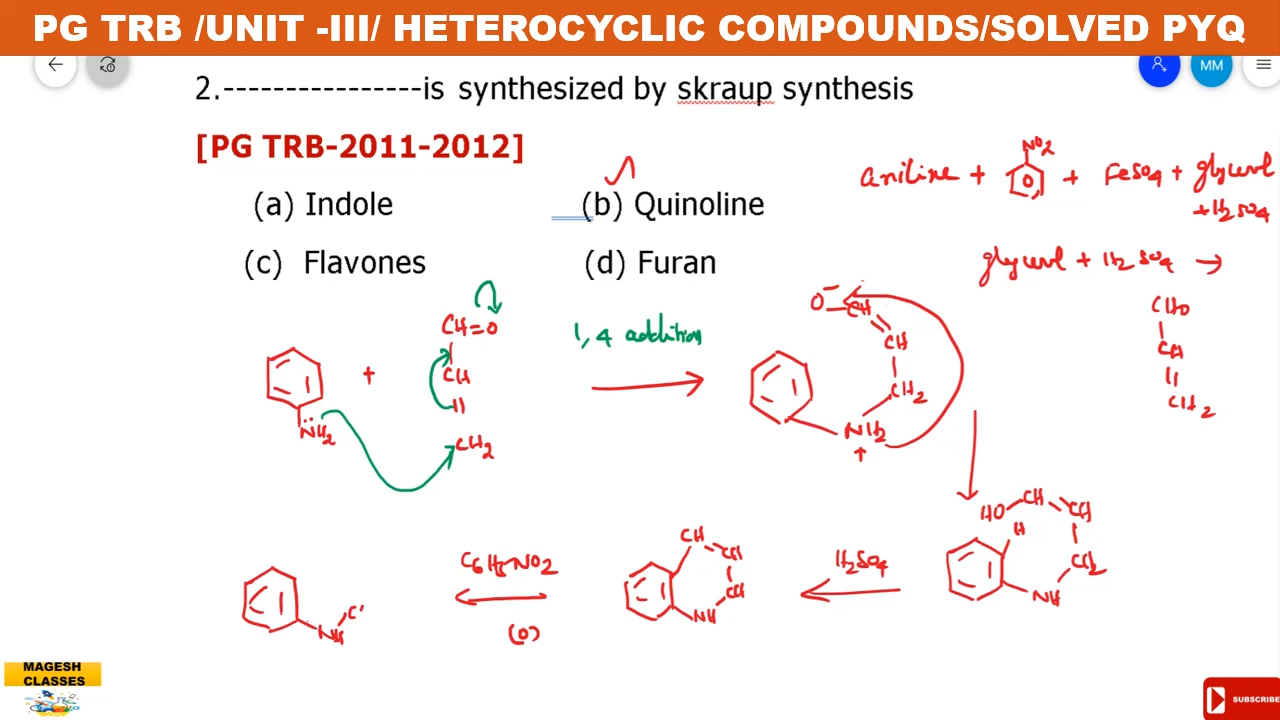 PG TRB /UNIT -III/ HETEROCYCLIC COMPOUNDS/SOLVED PYQ
MM
2.----------------is synthesized by skraup synthesis
[PG TRB-2011-2012]
(a) Indole
(b) Quinoline
(c) Flavones
(d) Furan
aniline + NO2 + FeSO4 + glycerol
+H2SO4
glycerol + H2SO4 →
CHO
CH
CH2
NH2
+
CH=O
CH
CH2
1,4 addition
O⁻
CH
CH
CH2
NH2
+
HO
CH
CH
H
CH2
NH
H2SO4
CH
CH
CH
NH
C6H5NO2
(O)
NH
C
MAGESH
CLASSES
SUBSCRIBE